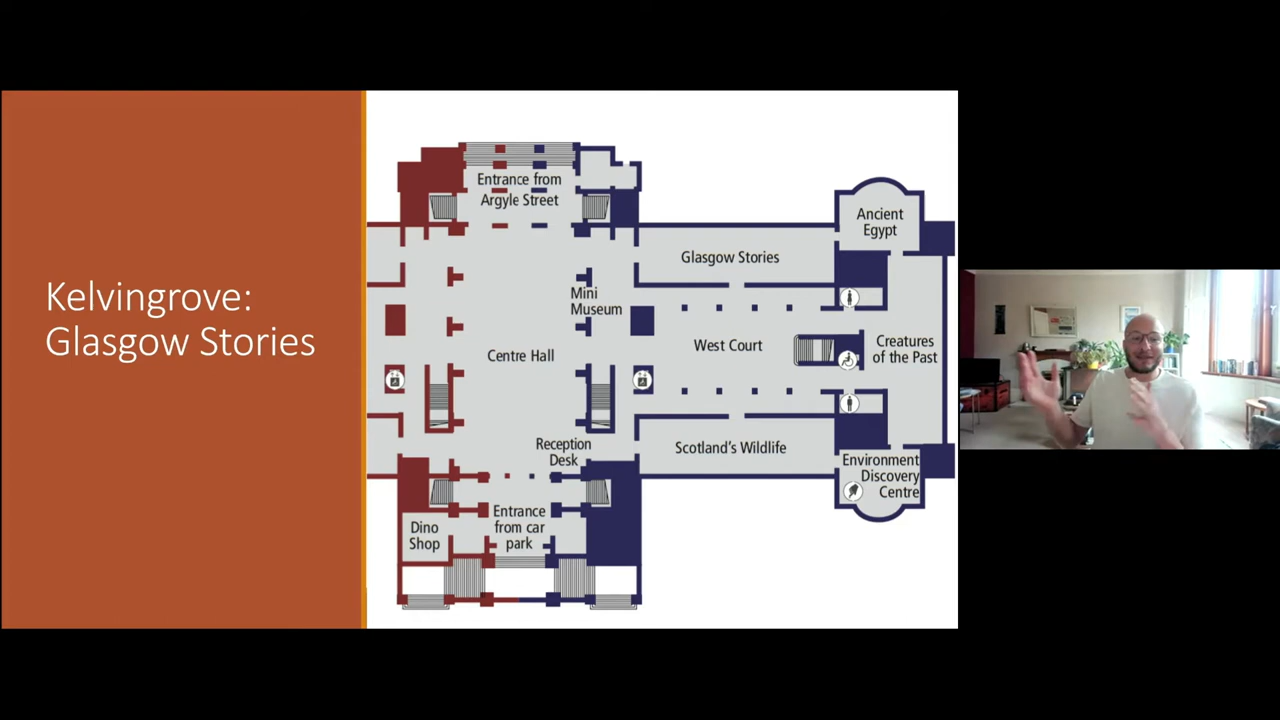 Kelvingrove:
Glasgow Stories
Entrance from
Argyle Street
Ancient
Egypt
Glasgow Stories
Mini
Museum
Centre Hall
West Court
Creatures
of the Past
Reception
Desk
Scotland's Wildlife
Environment
Discovery
Centre
Entrance
from car
park
Dino
Shop